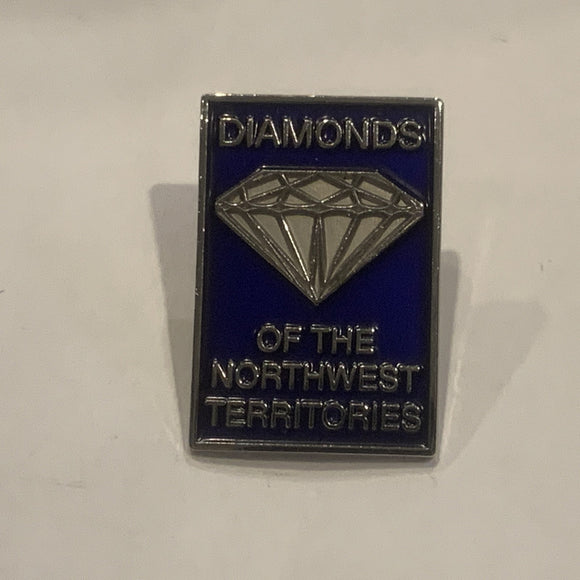 DIAMONDS
OF THE
NORTHWEST
TERRITORIES